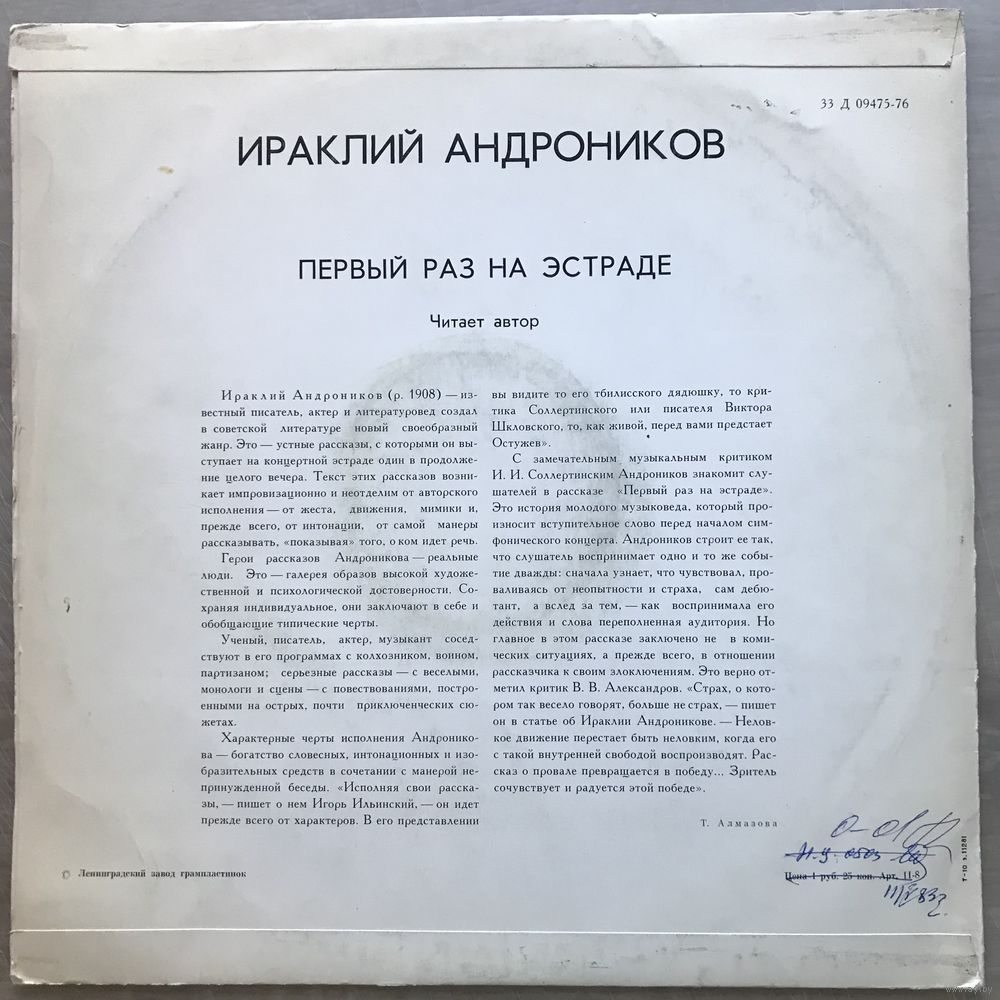 33 Д 09475-76
ИРАКЛИЙ АНДРОНИКОВ
ПЕРВЫЙ РАЗ НА ЭСТРАДЕ
Читает автор
Ираклий Андроников (р. 1908) — из-
вестный писатель, актер и литературовед создал
в советской литературе новый своеобразный
жанр. Это — устные рассказы, с которыми он вы-
ступает на концертной эстраде один в продолже-
ние целого вечера. Текст этих рассказов возни-
кает импровизационно и неотделим от авторского
исполнения — от жеста, движения, мимики и,
прежде всего, от интонации, от самой манеры
рассказывать, «показывая» того, о ком идет речь.
Герои рассказов Андроникова — реальные
люди. Это — галерея образов высокой художе-
ственной и психологической достоверности. Со-
храняя индивидуальное, они заключают в себе и
обобщающие типические черты.
Ученый, писатель, актер, музыкант сосед-
ствуют в его программах с колхозником, воином,
партизаном; серьезные рассказы — с веселыми,
монологи и сцены — с повествованиями, постро-
енными на острых, почти приключенческих сю-
жетах.
Характерные черты исполнения Андронико-
ва — богатство словесных, интонационных и изо-
бразительных средств в сочетании с манерой не-
принужденной беседы. «Исполняя свои расска-
зы, — пишет о нем Игорь Ильинский, — он идет
прежде всего от характеров. В его представлении
вы видите то его тбилисского дядюшку, то кри-
тика Соллертинского или писателя Виктора
Шкловского, то, как живой, перед вами предстает
Остужев».
С замечательным музыкальным критиком
И. И. Соллертинским Андроников знакомит слу-
шателей в рассказе «Первый раз на эстраде».
Это история молодого музыковеда, который про-
износит вступительное слово перед началом сим-
фонического концерта. Андроников строит ее так,
что слушатель воспринимает одно и то же собы-
тие дважды: сначала узнает, что чувствовал, про-
валиваясь от неопытности и страха, сам дебю-
тант, а вслед за тем, — как воспринимала его
действия и слова переполненная аудитория. Но
главное в этом рассказе заключено не в коми-
ческих ситуациях, а прежде всего, в отношении
рассказчика к своим злоключениям. Это верно от-
метил критик В. В. Александров. «Страх, о кото-
ром так весело говорят, больше не страх, — пишет
он в статье об Ираклии Андроникове. — Нелов-
кое движение перестает быть неловким, когда его
с такой внутренней свободой воспроизводят. Рас-
сказ о провале превращается в победу... Зритель
сочувствует и радуется этой победе».
Т. Алмазова
© Ленинградский завод грампластинок
Цена 1 руб. 25 коп. Арт. 11-8
Т-10 з.11281
www.ay.by